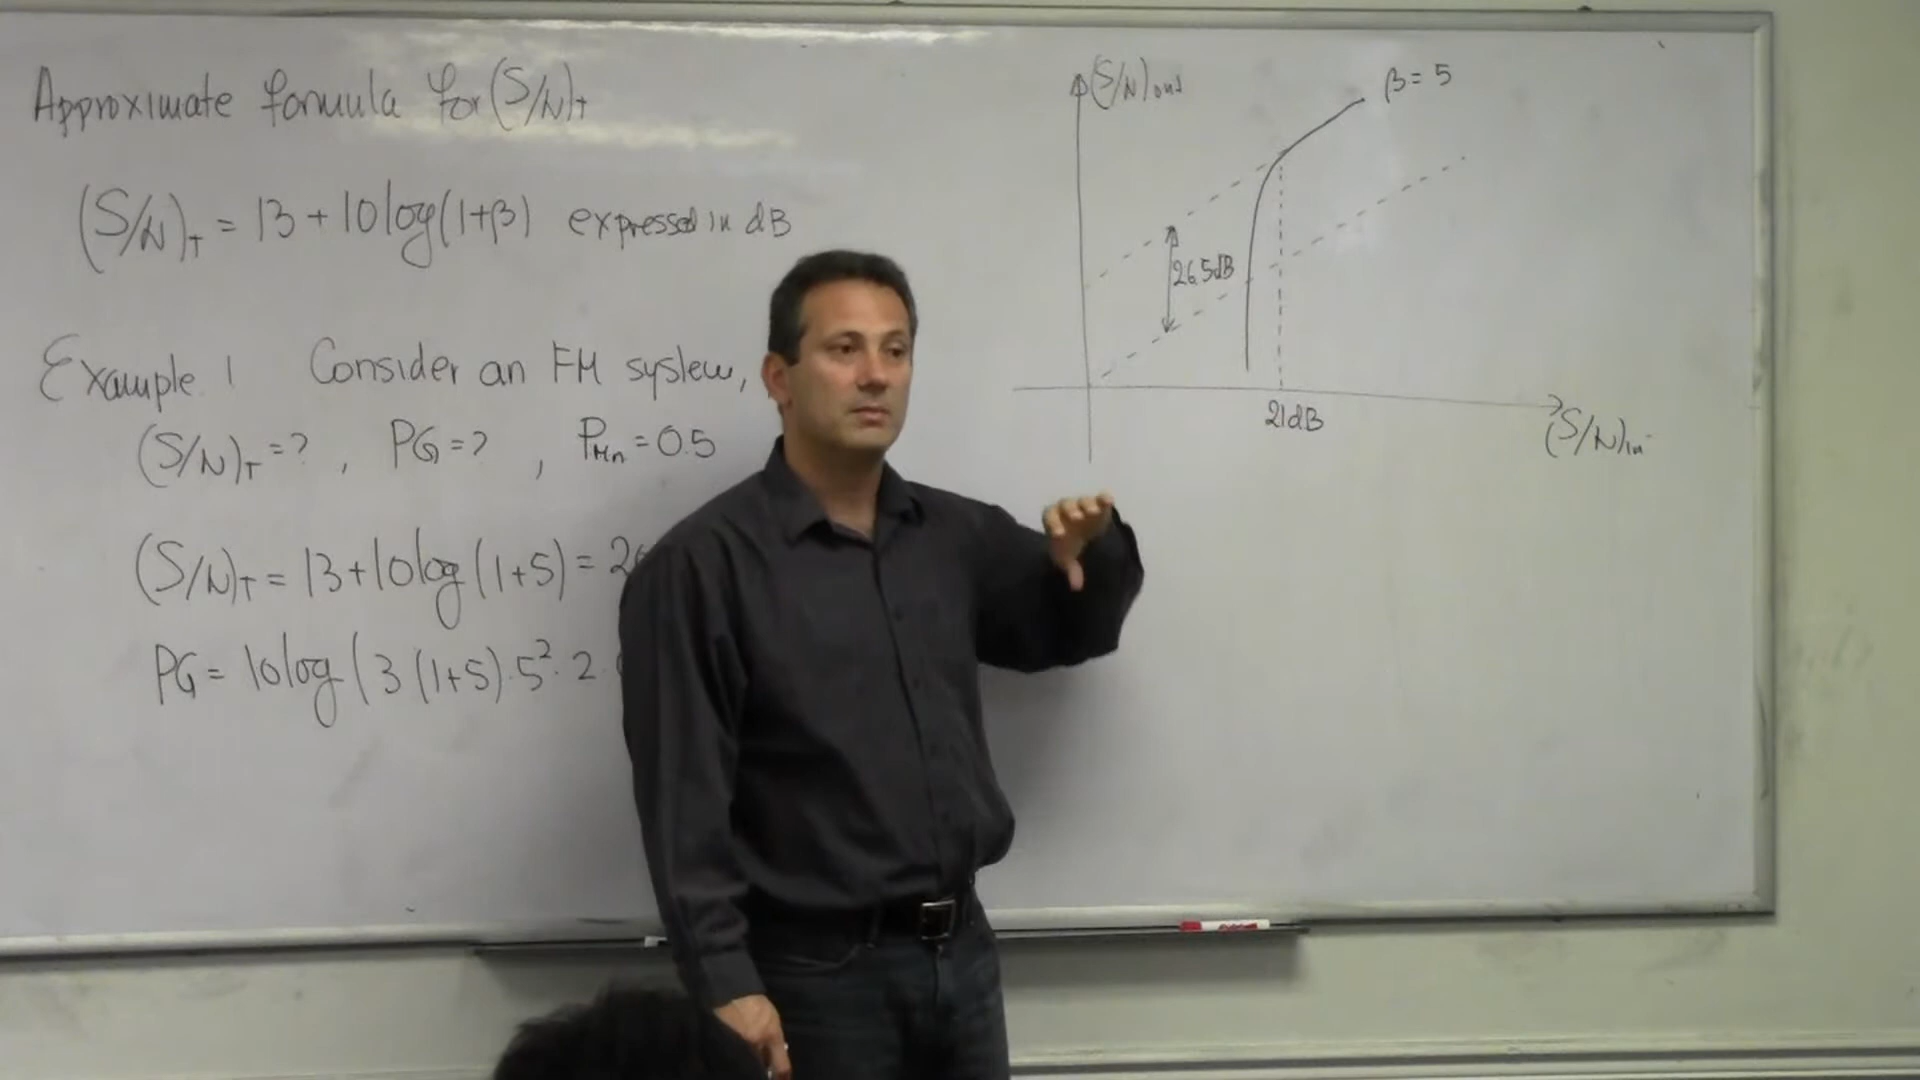 Approximate formula for (S/N)T
(S/N)T = 13 + 10log(1+β) expressed in dB
Example 1 Consider an FM system,
(S/N)T = ? , PG = ? , PMn = 0.5
(S/N)T = 13 + 10log(1+5) = 2
PG = 10log(3(1+5)·5²·2·
(S/N)out
β = 5
26.5dB
21dB
(S/N)in